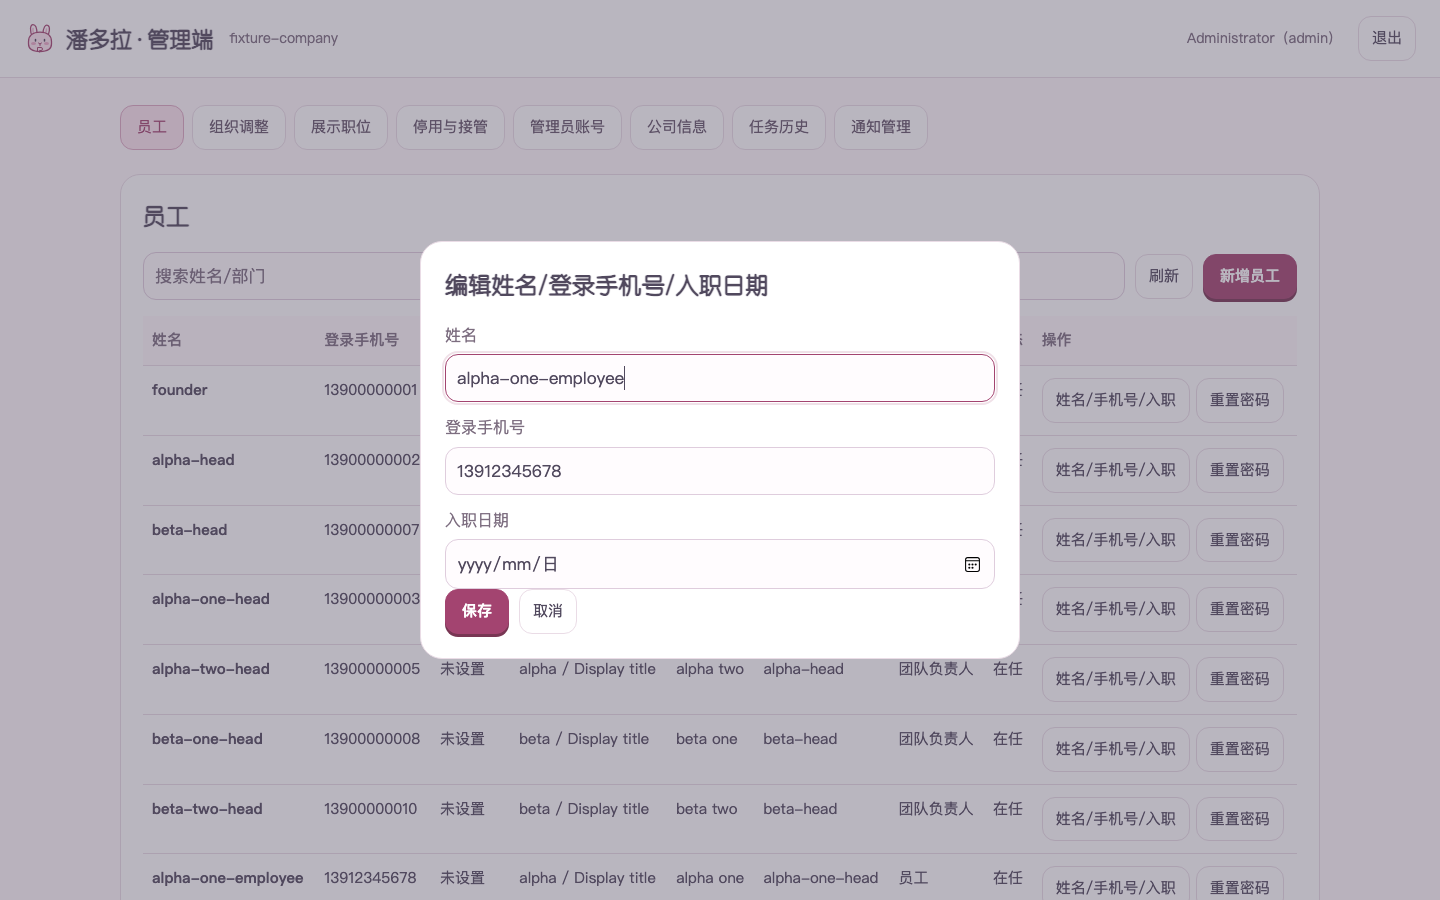 潘多拉·管理端 fixture-company Administrator (admin) 退出
员工 组织调整 展示职位 停用与接管 管理员账号 公司信息 任务历史 通知管理
员工
搜索姓名/部门 刷新 新增员工
编辑姓名/登录手机号/入职日期
姓名
alpha-one-employee
登录手机号
13912345678
入职日期
yyyy/mm/日
保存 取消
姓名 登录手机号 操作
founder 13900000001 姓名/手机号/入职 重置密码
alpha-head 13900000002 姓名/手机号/入职 重置密码
beta-head 13900000007 姓名/手机号/入职 重置密码
alpha-one-head 13900000003 姓名/手机号/入职 重置密码
alpha-two-head 13900000005 未设置 alpha / Display title alpha two alpha-head 团队负责人 在任 姓名/手机号/入职 重置密码
beta-one-head 13900000008 未设置 beta / Display title beta one beta-head 团队负责人 在任 姓名/手机号/入职 重置密码
beta-two-head 13900000010 未设置 beta / Display title beta two beta-head 团队负责人 在任 姓名/手机号/入职 重置密码
alpha-one-employee 13912345678 未设置 alpha / Display title alpha one alpha-one-head 员工 在任 姓名/手机号/入职 重置密码